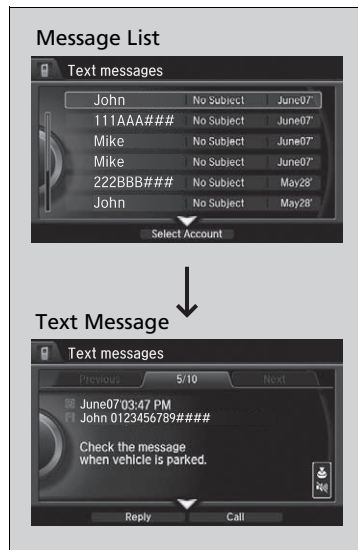 Message List
Text messages
John No Subject June07'
111AAA### No Subject June07'
Mike No Subject June07'
Mike No Subject June07'
222BBB### No Subject May28'
John No Subject May28'
Select Account
Text Message
Text messages
Previous 5/10 Next
June07'03:47 PM
John 0123456789####
Check the message
when vehicle is parked.
Reply Call